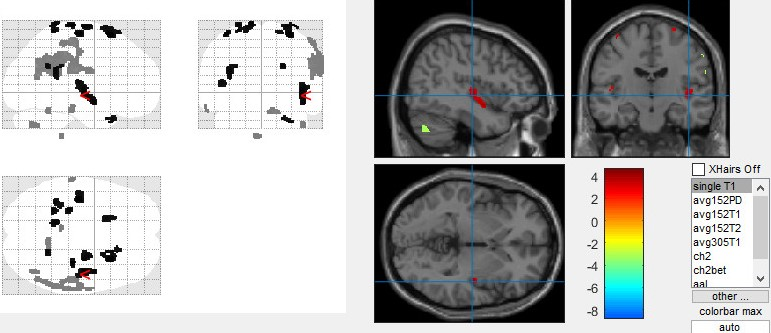 4
2
0
-2
-4
-6
-8
XHairs Off
single T1
avg152PD
avg152T1
avg152T2
avg305T1
ch2
ch2bet
aal
other ...
colorbar max
auto